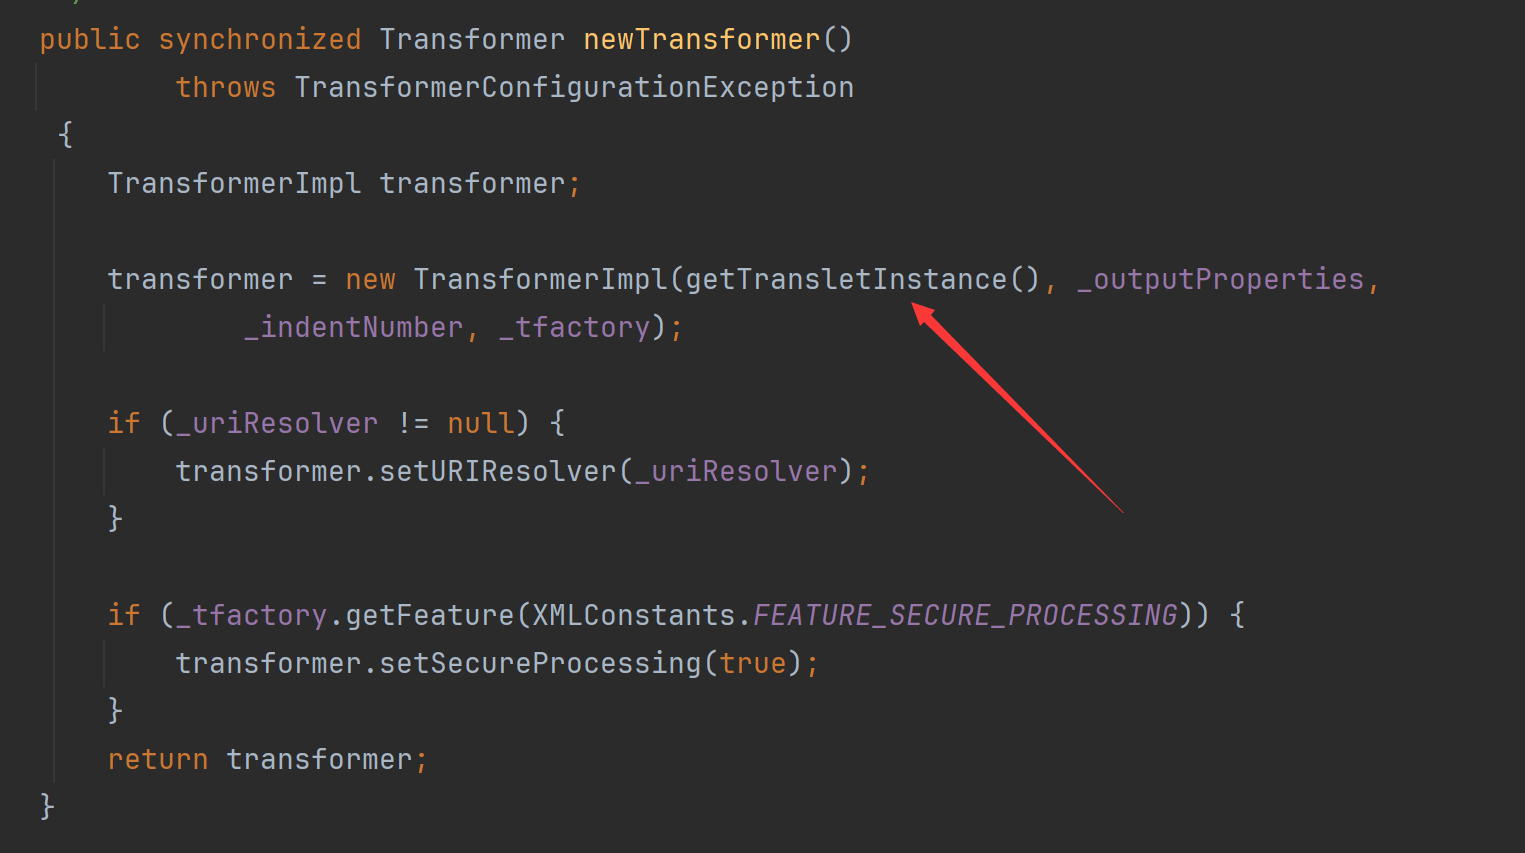 public synchronized Transformer newTransformer()
throws TransformerConfigurationException
{
TransformerImpl transformer;
transformer = new TransformerImpl(getTransletInstance(), _outputProperties,
_indentNumber, _tfactory);
if (_uriResolver != null) {
transformer.setURIResolver(_uriResolver);
}
if (_tfactory.getFeature(XMLConstants.FEATURE_SECURE_PROCESSING)) {
transformer.setSecureProcessing(true);
}
return transformer;
}